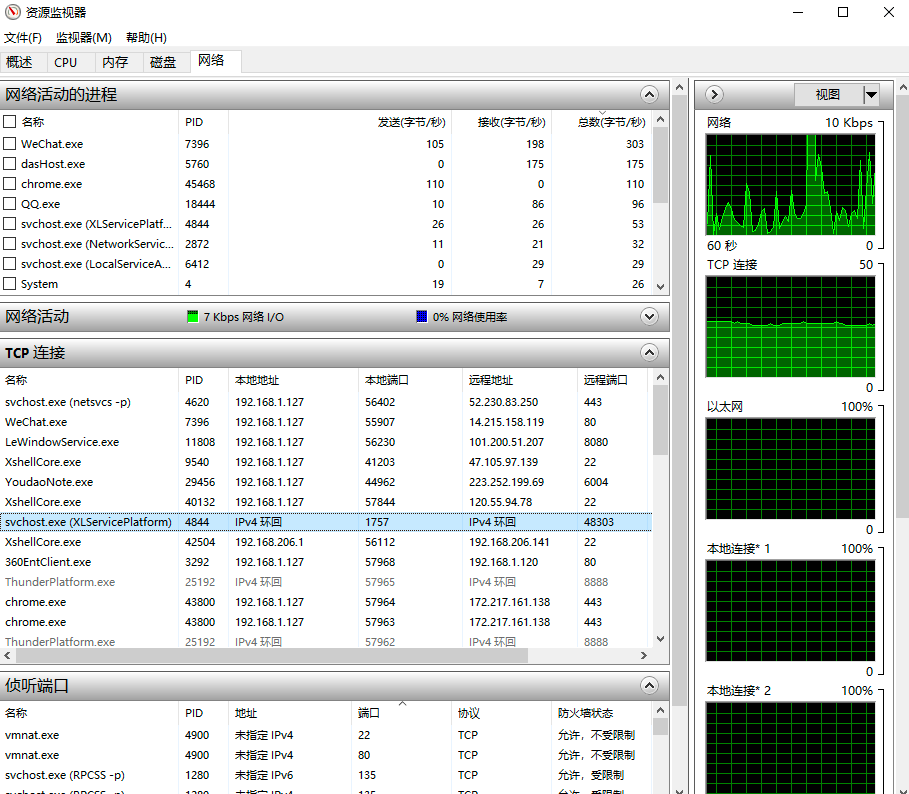 资源监视器
文件(F) 监视器(M) 帮助(H)
概述 CPU 内存 磁盘 网络
网络活动的进程
名称 PID 发送(字节/秒) 接收(字节/秒) 总数(字节/秒)
WeChat.exe 7396 105 198 303
dasHost.exe 5760 0 175 175
chrome.exe 45468 110 0 110
QQ.exe 18444 10 86 96
svchost.exe (XLServicePlatf... 4844 26 26 53
svchost.exe (NetworkServic... 2872 11 21 32
svchost.exe (LocalServiceA... 6412 0 29 29
System 4 19 7 26
网络活动 7 Kbps 网络 I/O 0% 网络使用率
TCP 连接
名称 PID 本地地址 本地端口 远程地址 远程端口
svchost.exe (netsvcs -p) 4620 192.168.1.127 56402 52.230.83.250 443
WeChat.exe 7396 192.168.1.127 55907 14.215.158.119 80
LeWindowService.exe 11808 192.168.1.127 56230 101.200.51.207 8080
XshellCore.exe 9540 192.168.1.127 41203 47.105.97.139 22
YoudaoNote.exe 29456 192.168.1.127 44962 223.252.199.69 6004
XshellCore.exe 40132 192.168.1.127 57844 120.55.94.78 22
svchost.exe (XLServicePlatform) 4844 IPv4 环回 1757 IPv4 环回 48303
XshellCore.exe 42504 192.168.206.1 56112 192.168.206.141 22
360EntClient.exe 3292 192.168.1.127 57968 192.168.1.120 80
ThunderPlatform.exe 25192 IPv4 环回 57965 IPv4 环回 8888
chrome.exe 43800 192.168.1.127 57964 172.217.161.138 443
chrome.exe 43800 192.168.1.127 57963 172.217.161.138 443
ThunderPlatform.exe 25192 IPv4 环回 57962 IPv4 环回 8888
侦听端口
名称 PID 地址 端口 协议 防火墙状态
vmnat.exe 4900 未指定 IPv4 22 TCP 允许，不受限制
vmnat.exe 4900 未指定 IPv4 80 TCP 允许，不受限制
svchost.exe (RPCSS -p) 1280 未指定 IPv6 135 TCP 允许，受限制
svchost.exe (RPCSS -p) 1280 未指定 IPv4 135 TCP 允许，受限制
视图
网络 10 Kbps
60 秒 0
TCP 连接 50
0
以太网 100%
0
本地连接* 1 100%
0
本地连接* 2 100%